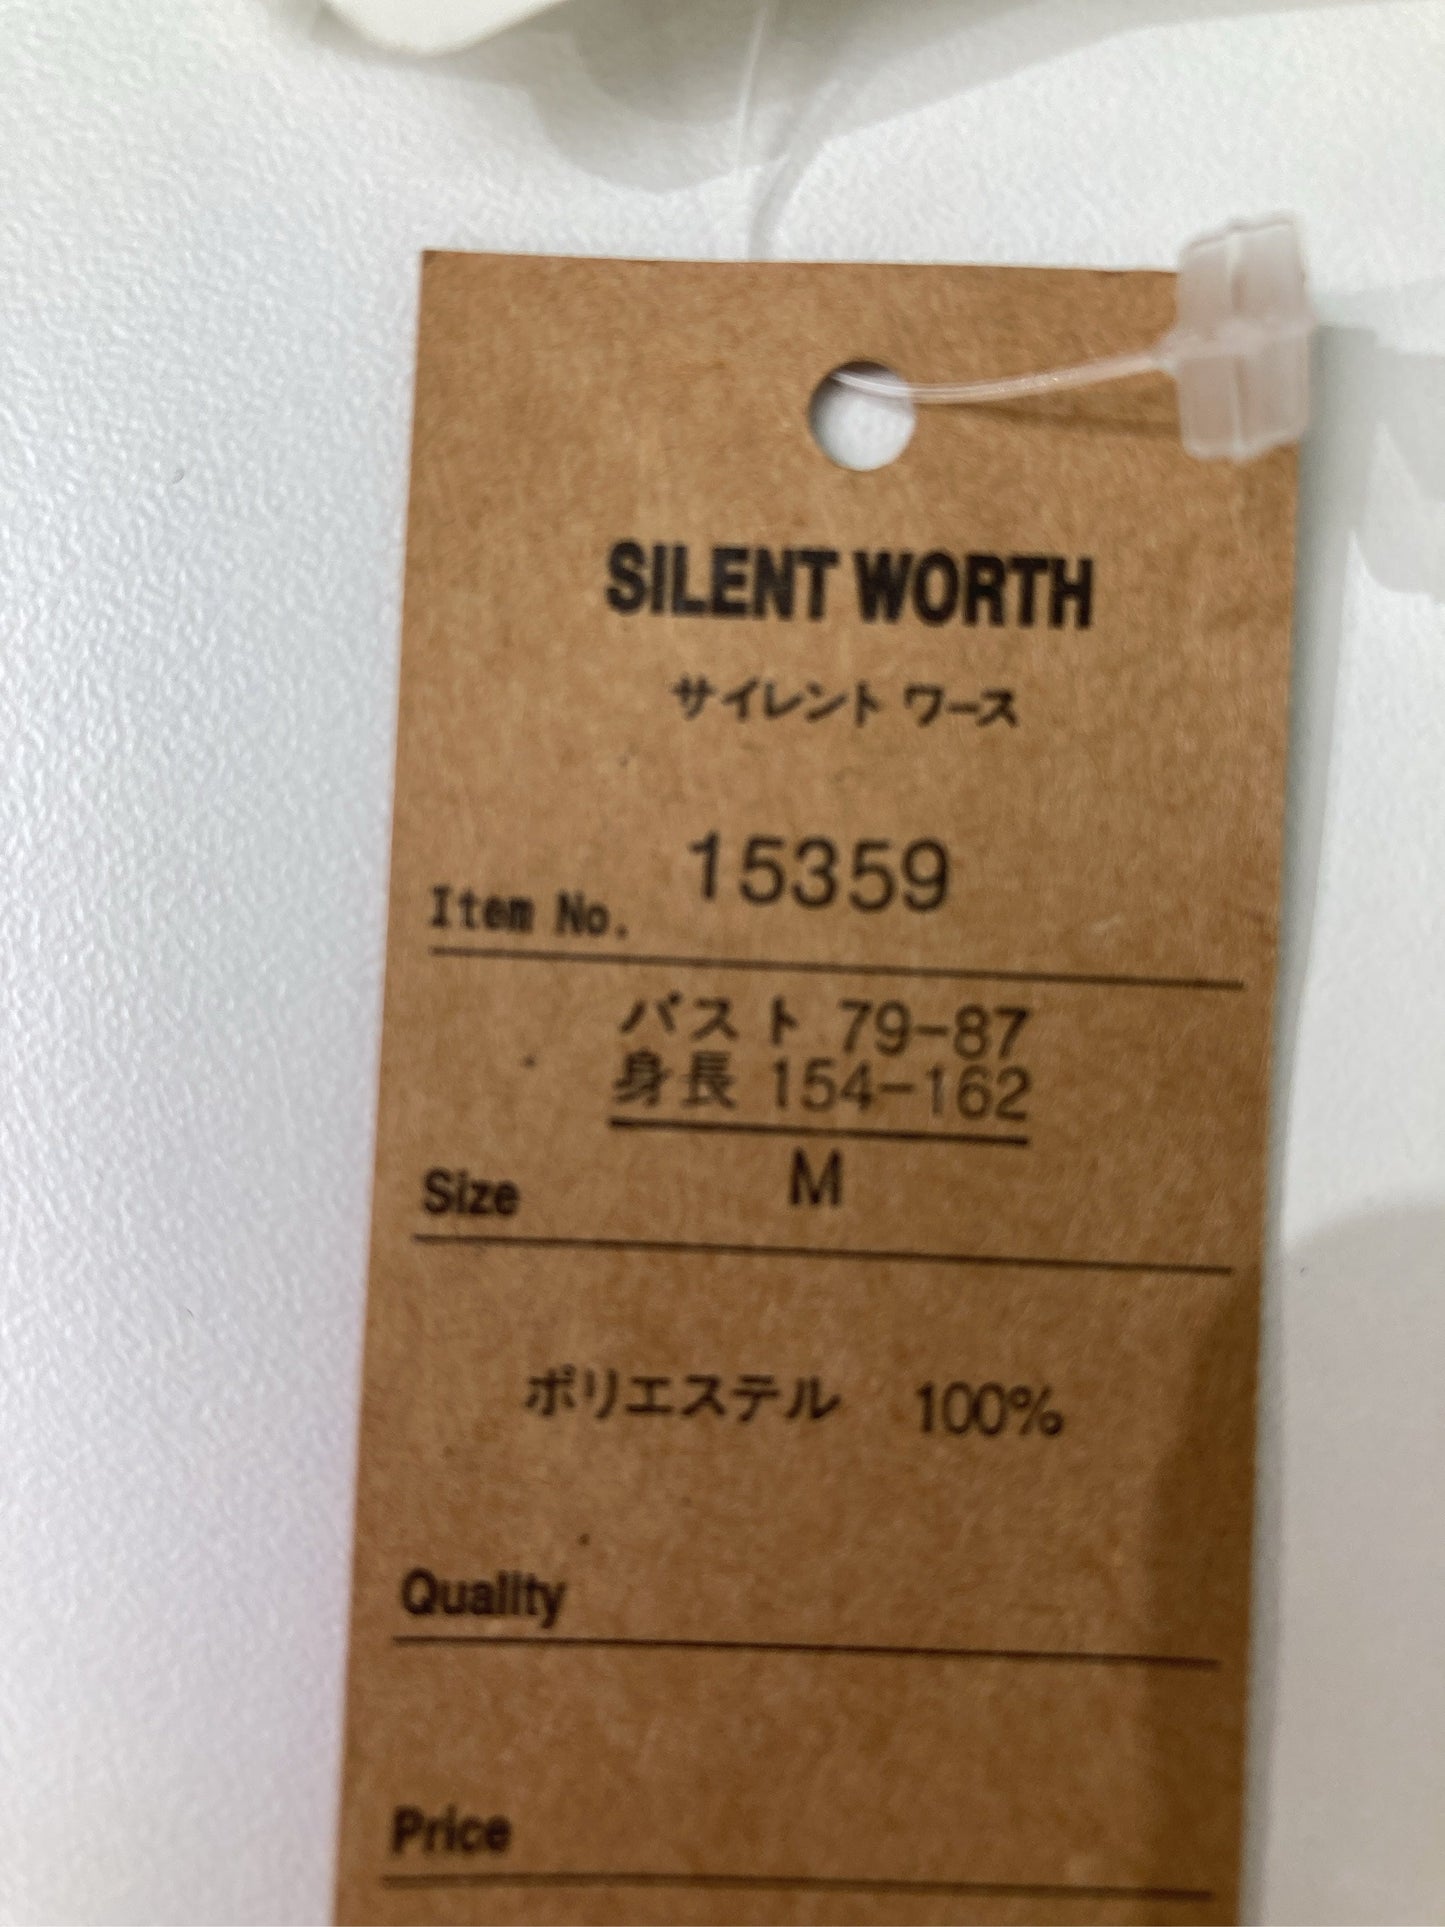 SILENT WORTH
サイレント ワース
Item No. 15359
バスト 79-87
身長 154-162
Size M
ポリエステル 100%
Quality
Price